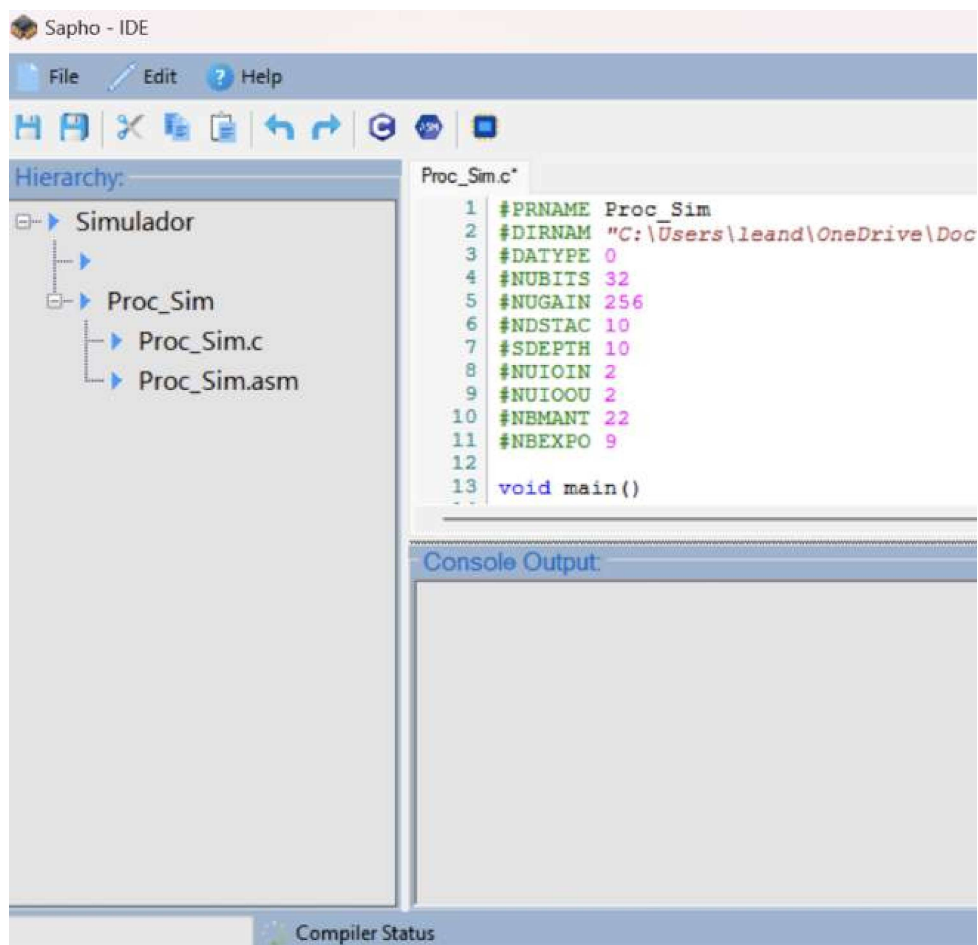 Sapho - IDE
File Edit Help
C ASM
Hierarchy:
Simulador
Proc_Sim
Proc_Sim.c
Proc_Sim.asm
Proc_Sim.c*
1 #PRNAME Proc_Sim
2 #DIRNAM "C:\Users\leand\OneDrive\Doc
3 #DATYPE 0
4 #NUBITS 32
5 #NUGAIN 256
6 #NDSTAC 10
7 #SDEPTH 10
8 #NUIOIN 2
9 #NUIOOU 2
10 #NBMANT 22
11 #NBEXPO 9
12
13 void main()
Console Output:
Compiler Status